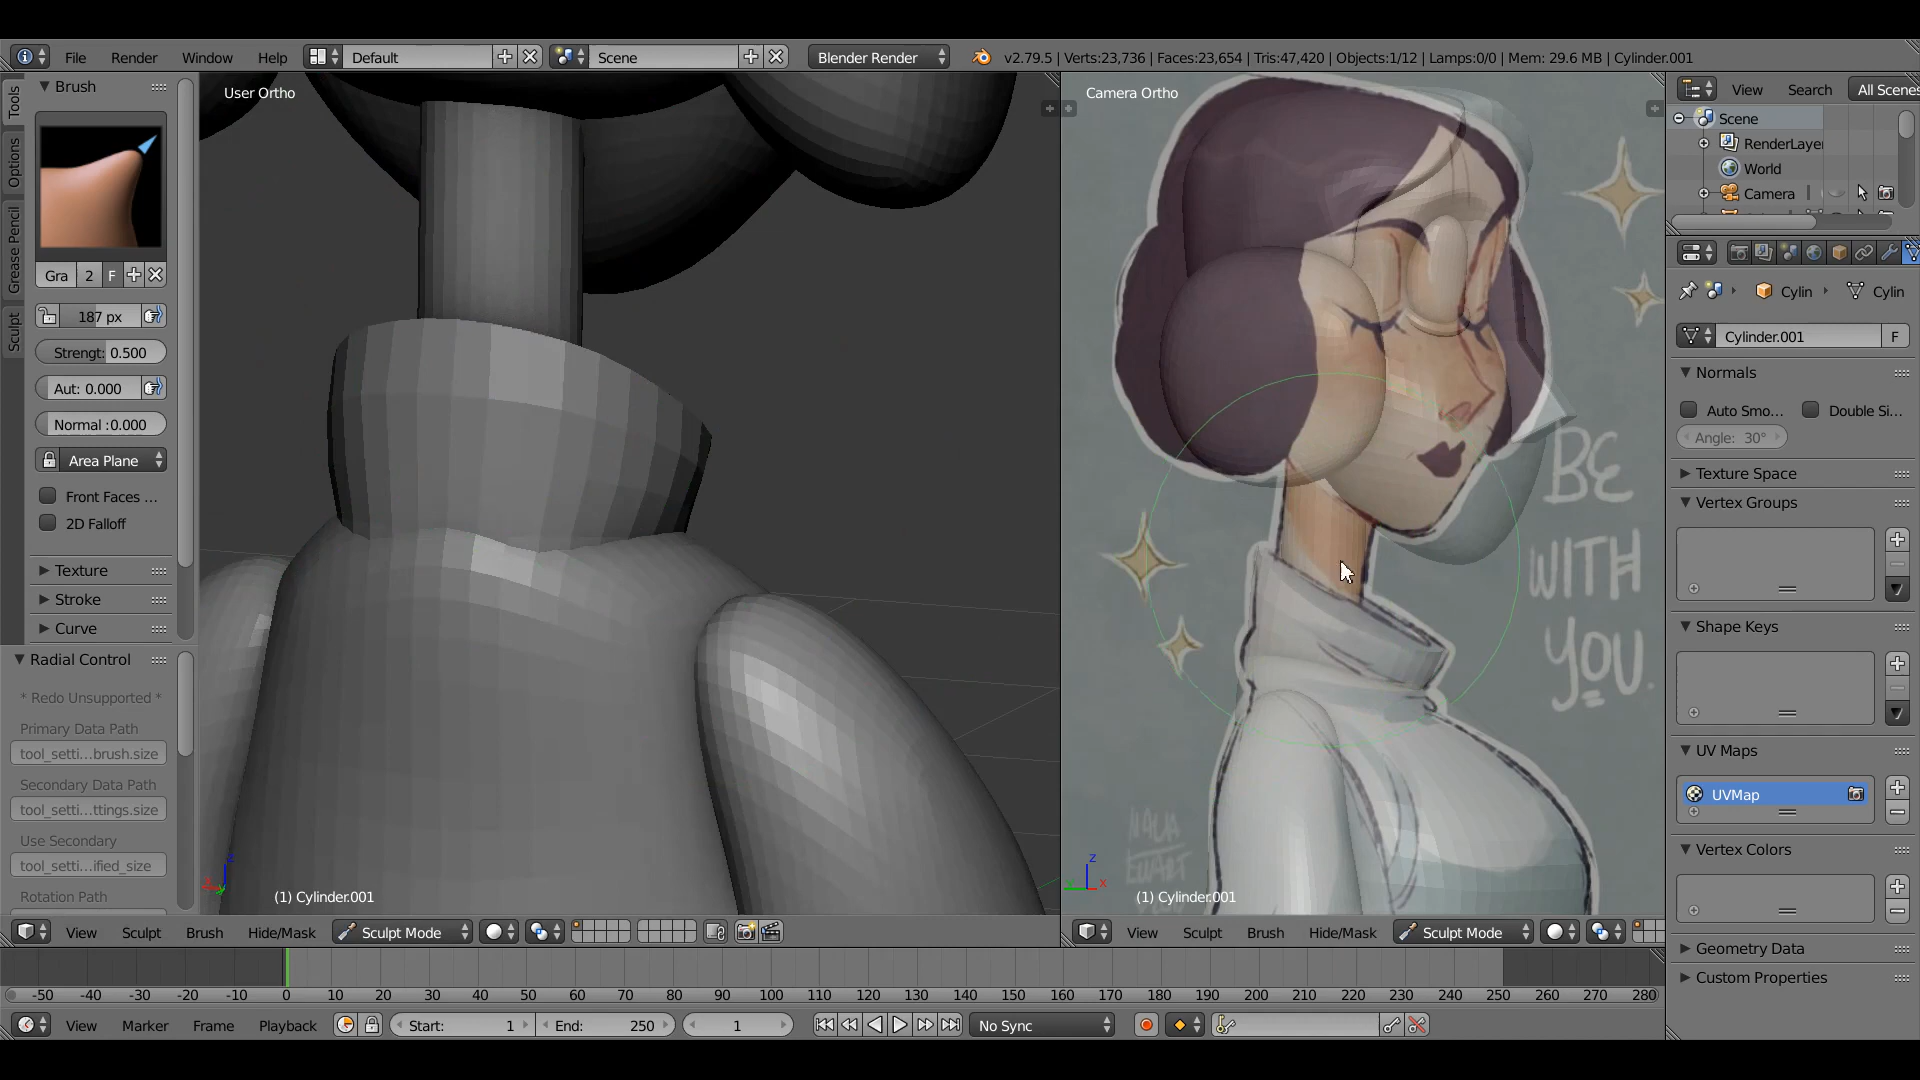 File Render Window Help Default Scene Blender Render v2.79.5 | Verts:23,736 | Faces:23,654 | Tris:47,420 | Objects:1/12 | Lamps:0/0 | Mem: 29.6 MB | Cylinder.001
Tools
Options
Grease Pencil
Sculpt
Brush
Gra 2 F
187 px
Strengt: 0.500
Aut: 0.000
Normal :0.000
Area Plane
Front Faces ...
2D Falloff
Texture
Stroke
Curve
Radial Control
* Redo Unsupported *
Primary Data Path
tool_setti...brush.size
Secondary Data Path
tool_setti...ttings.size
Use Secondary
tool_setti...ified_size
Rotation Path
User Ortho
(1) Cylinder.001
View Sculpt Brush Hide/Mask Sculpt Mode
Camera Ortho
BE
WITH
YOU.
(1) Cylinder.001
View Sculpt Brush Hide/Mask Sculpt Mode
View Search All Scenes
Scene
RenderLayer
World
Camera
Cylin Cylin
Cylinder.001 F
Normals
Auto Smo... Double Si...
Angle: 30°
Texture Space
Vertex Groups
Shape Keys
UV Maps
UVMap
Vertex Colors
Geometry Data
Custom Properties
-50 -40 -30 -20 -10 0 10 20 30 40 50 60 70 80 90 100 110 120 130 140 150 160 170 180 190 200 210 220 230 240 250 260 270 280
View Marker Frame Playback Start: 1 End: 250 1 No Sync